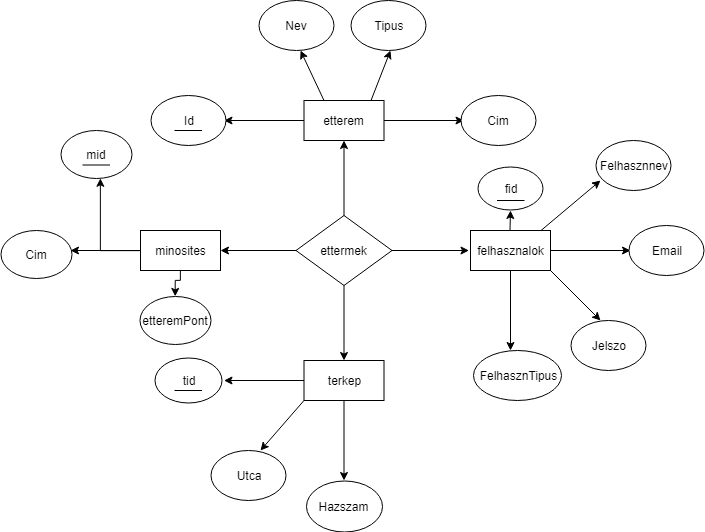 Nev
Tipus
Id
etterem
Cim
mid
Felhasznnev
fid
Cim
minosites
ettermek
felhasznalok
Email
etteremPont
Jelszo
tid
terkep
FelhasznTipus
Utca
Hazszam